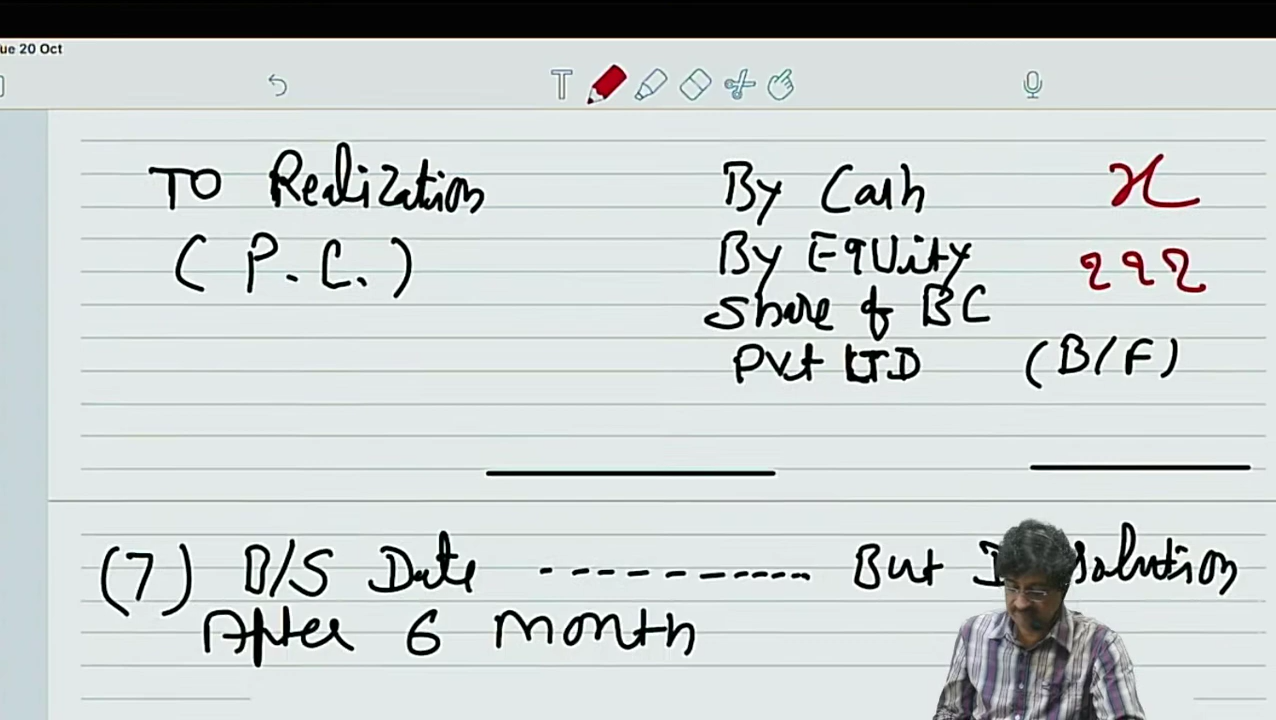 ue 20 Oct
T
TO Realization
By Cash x
(P.C.)
By EQUity ? ? ?
Share of BC
PVt LTD (B/F)
(7) B/S Date ----------- But
After 6 month